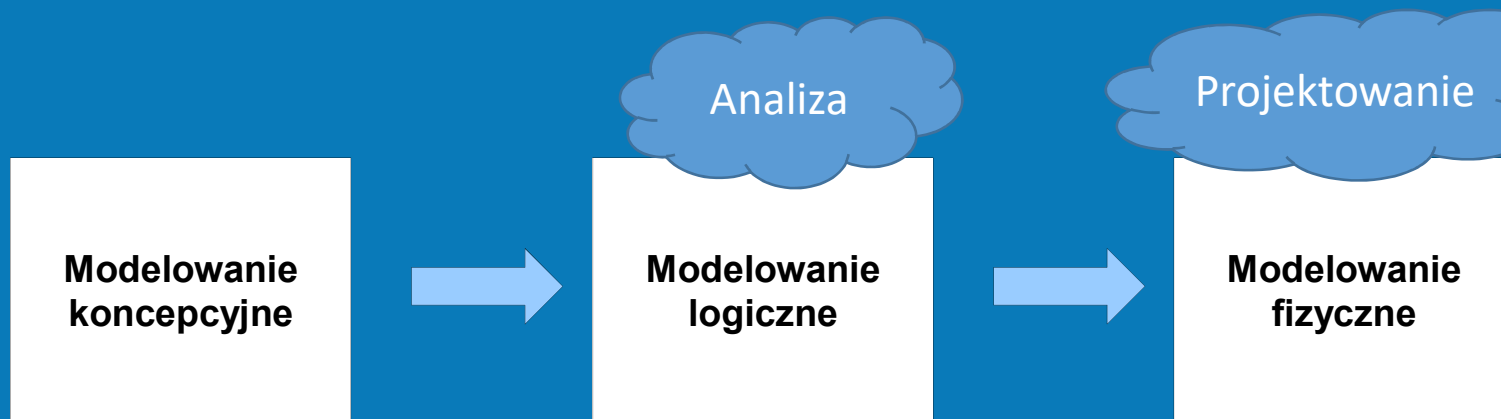 Analiza
Projektowanie
Modelowanie
koncepcyjne
Modelowanie
logiczne
Modelowanie
fizyczne